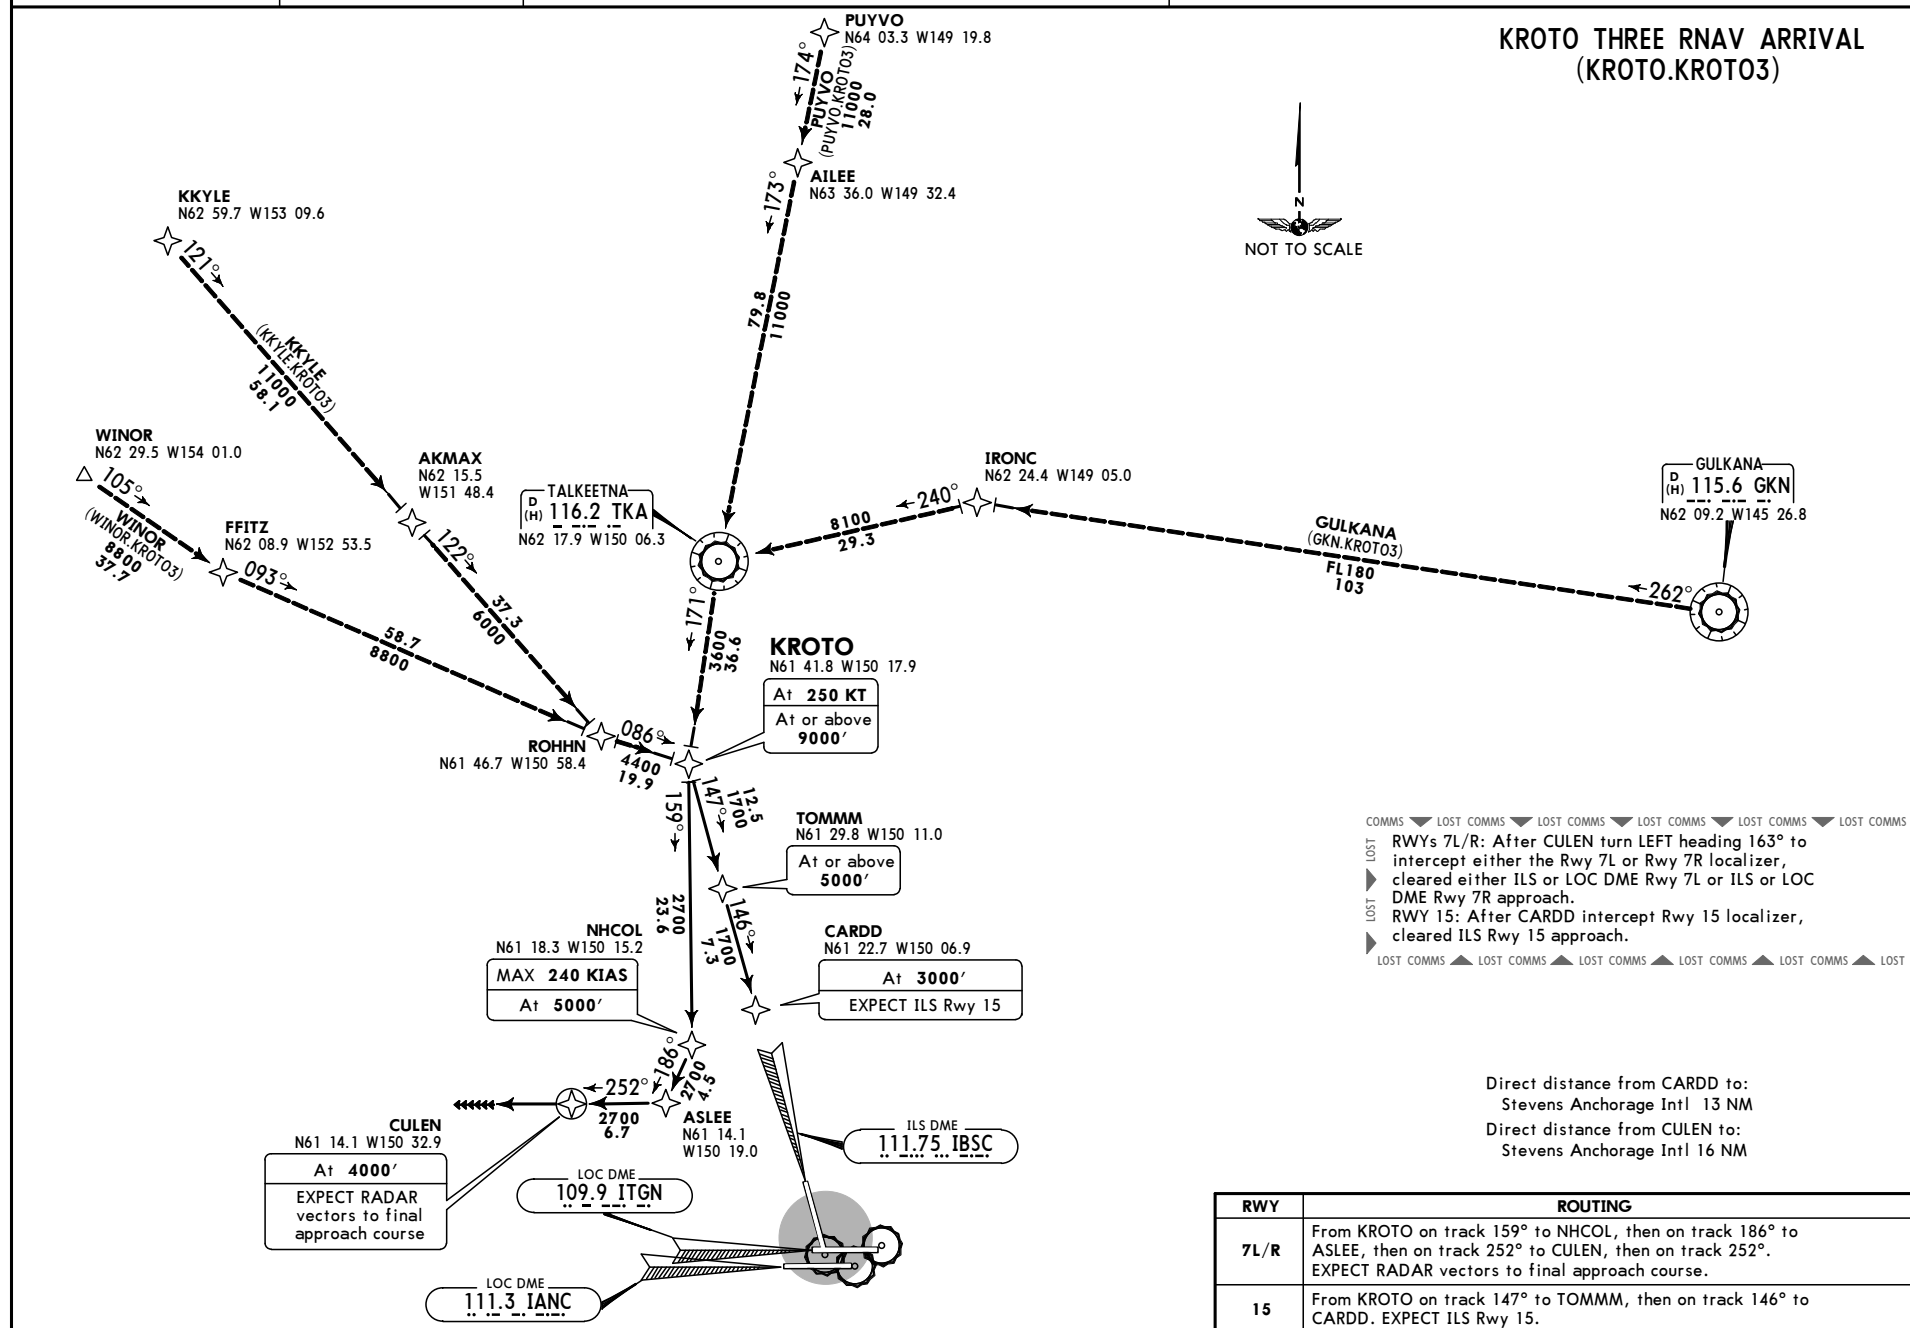 KROTO THREE RNAV ARRIVAL
(KROTO.KROTO3)
PUYVO
N64 03.3 W149 19.8
174°
PUYVO
(PUYVO.KROTO3)
11000
28.0
AILEE
N63 36.0 W149 32.4
173°
79.8
11000
N
NOT TO SCALE
KKYLE
N62 59.7 W153 09.6
121°
KKYLE
(KKYLE.KROTO3)
11000
58.1
WINOR
N62 29.5 W154 01.0
105°
WINOR
(WINOR.KROTO3)
8800
37.7
FFITZ
N62 08.9 W152 53.5
093°
58.7
8800
AKMAX
N62 15.5
W151 48.4
122°
37.3
6000
TALKEETNA
D
(H) 116.2 TKA
N62 17.9 W150 06.3
IRONC
N62 24.4 W149 05.0
240°
8100
29.3
GULKANA
(GKN.KROTO3)
FL180
103
GULKANA
D
(H) 115.6 GKN
N62 09.2 W145 26.8
262°
171°
3600
36.6
KROTO
N61 41.8 W150 17.9
At 250 KT
At or above
9000'
ROHHN
N61 46.7 W150 58.4
086°
4400
19.9
159°
147°
12.5
1700
TOMMM
N61 29.8 W150 11.0
At or above
5000'
2700
23.6
146°
1700
7.3
NHCOL
N61 18.3 W150 15.2
MAX 240 KIAS
At 5000'
CARDD
N61 22.7 W150 06.9
At 3000'
EXPECT ILS Rwy 15
186°
2700
4.5
252°
2700
6.7
ASLEE
N61 14.1
W150 19.0
CULEN
N61 14.1 W150 32.9
At 4000'
EXPECT RADAR
vectors to final
approach course
ILS DME
111.75 IBSC
LOC DME
109.9 ITGN
LOC DME
111.3 IANC
COMMS LOST COMMS LOST COMMS LOST COMMS LOST COMMS LOST COMMS
LOST
LOST
RWYs 7L/R: After CULEN turn LEFT heading 163° to
intercept either the Rwy 7L or Rwy 7R localizer,
cleared either ILS or LOC DME Rwy 7L or ILS or LOC
DME Rwy 7R approach.
RWY 15: After CARDD intercept Rwy 15 localizer,
cleared ILS Rwy 15 approach.
LOST COMMS LOST COMMS LOST COMMS LOST COMMS LOST COMMS LOST
Direct distance from CARDD to:
Stevens Anchorage Intl 13 NM
Direct distance from CULEN to:
Stevens Anchorage Intl 16 NM
RWY ROUTING
7L/R
From KROTO on track 159° to NHCOL, then on track 186° to
ASLEE, then on track 252° to CULEN, then on track 252°.
EXPECT RADAR vectors to final approach course.
15
From KROTO on track 147° to TOMMM, then on track 146° to
CARDD. EXPECT ILS Rwy 15.